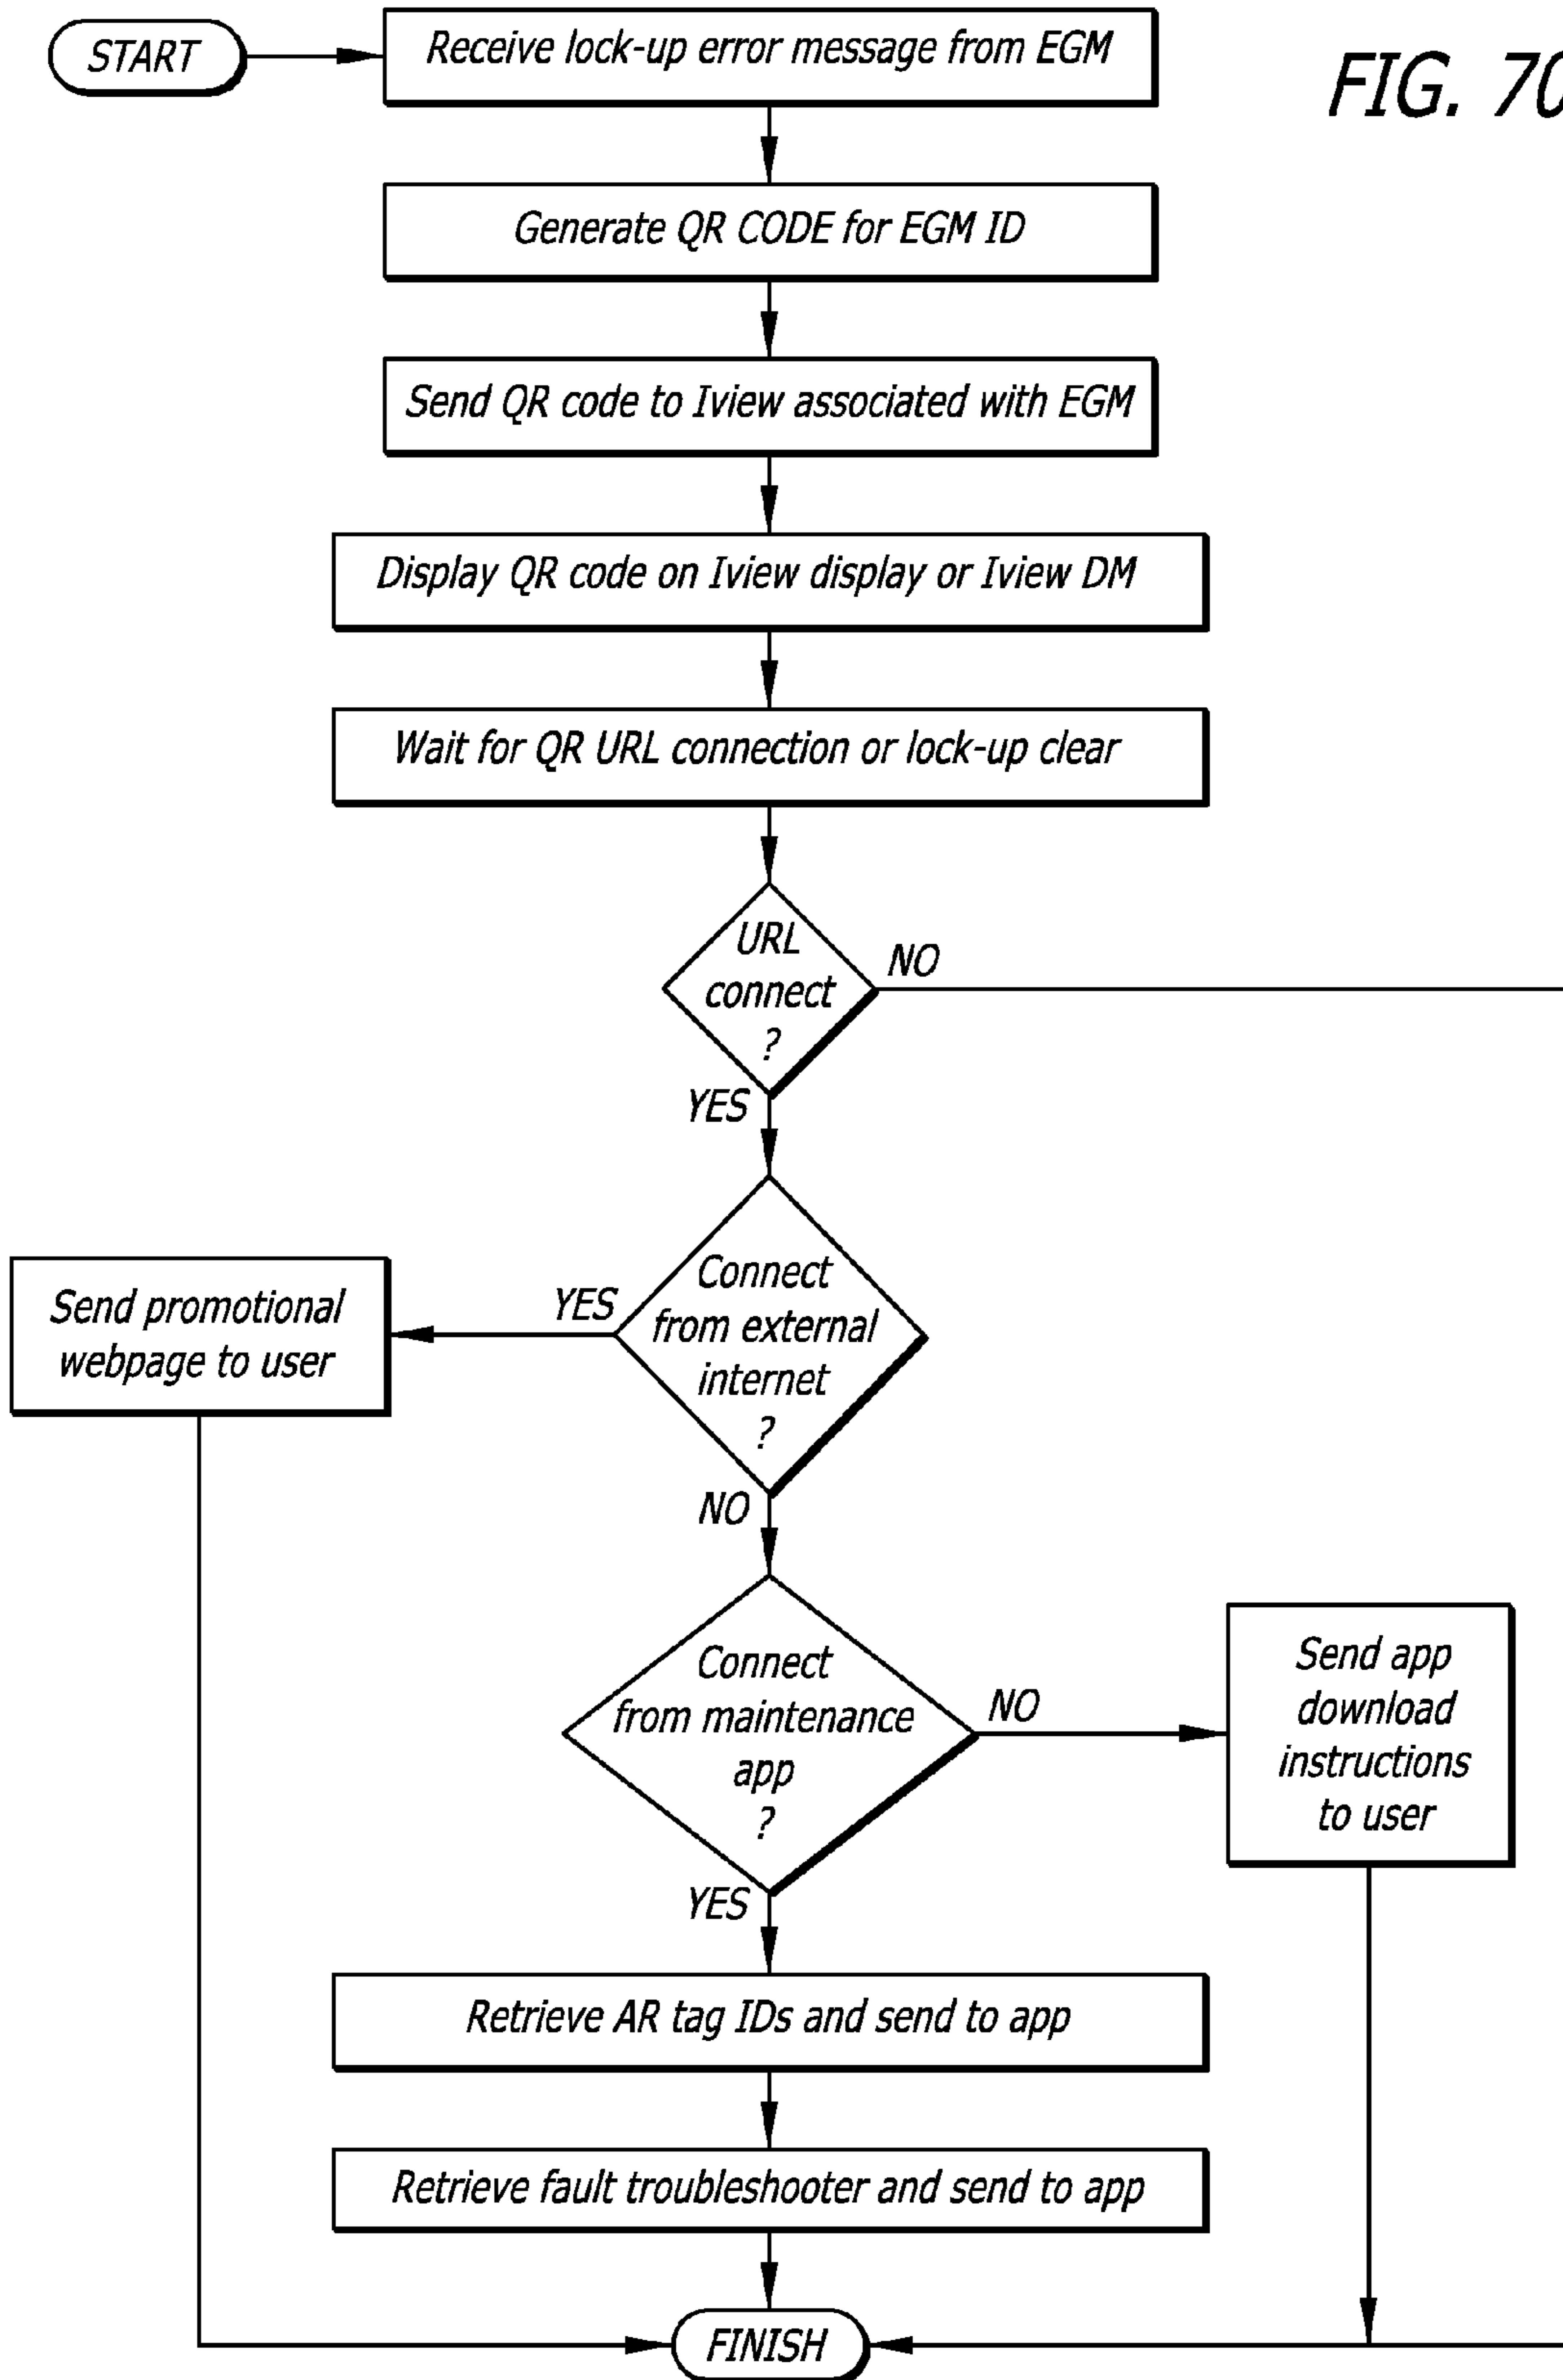 START
Receive lock-up error message from EGM
FIG. 70
Generate QR CODE for EGM ID
Send QR code to Iview associated with EGM
Display QR code on Iview display or Iview DM
Wait for QR URL connection or lock-up clear
URL
connect
?
NO
YES
Connect
from external
internet
?
YES
Send promotional
webpage to user
NO
Connect
from maintenance
app
?
NO
Send app
download
instructions
to user
YES
Retrieve AR tag IDs and send to app
Retrieve fault troubleshooter and send to app
FINISH